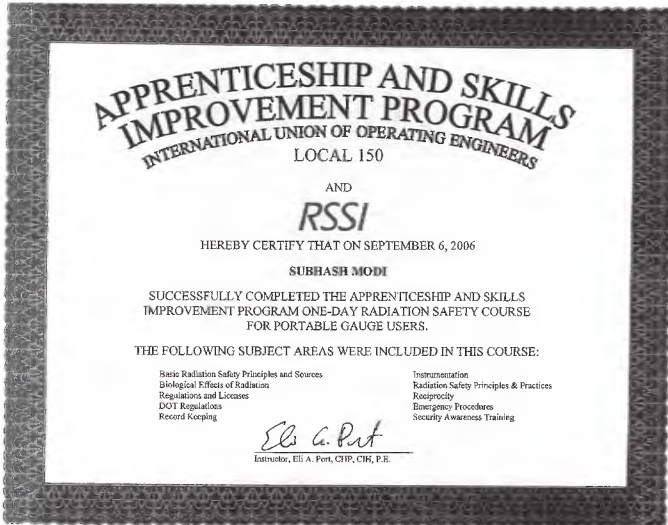 APPRENTICESHIP AND SKILLS
IMPROVEMENT PROGRAM
INTERNATIONAL UNION OF OPERATING ENGINEERS
LOCAL 150
AND
RSSI
HEREBY CERTIFY THAT ON SEPTEMBER 6, 2006
SUBHASH MODI
SUCCESSFULLY COMPLETED THE APPRENTICESHIP AND SKILLS
IMPROVEMENT PROGRAM ONE-DAY RADIATION SAFETY COURSE
FOR PORTABLE GAUGE USERS.
THE FOLLOWING SUBJECT AREAS WERE INCLUDED IN THIS COURSE:
Basic Radiation Safety Principles and Sources
Biological Effects of Radiation
Regulations and Licenses
DOT Regulations
Record Keeping
Instrumentation
Radiation Safety Principles & Practices
Reciprocity
Emergency Procedures
Security Awareness Training
Eli A. Port
Instructor, Eli A. Port, CHP, CIH, P.E.